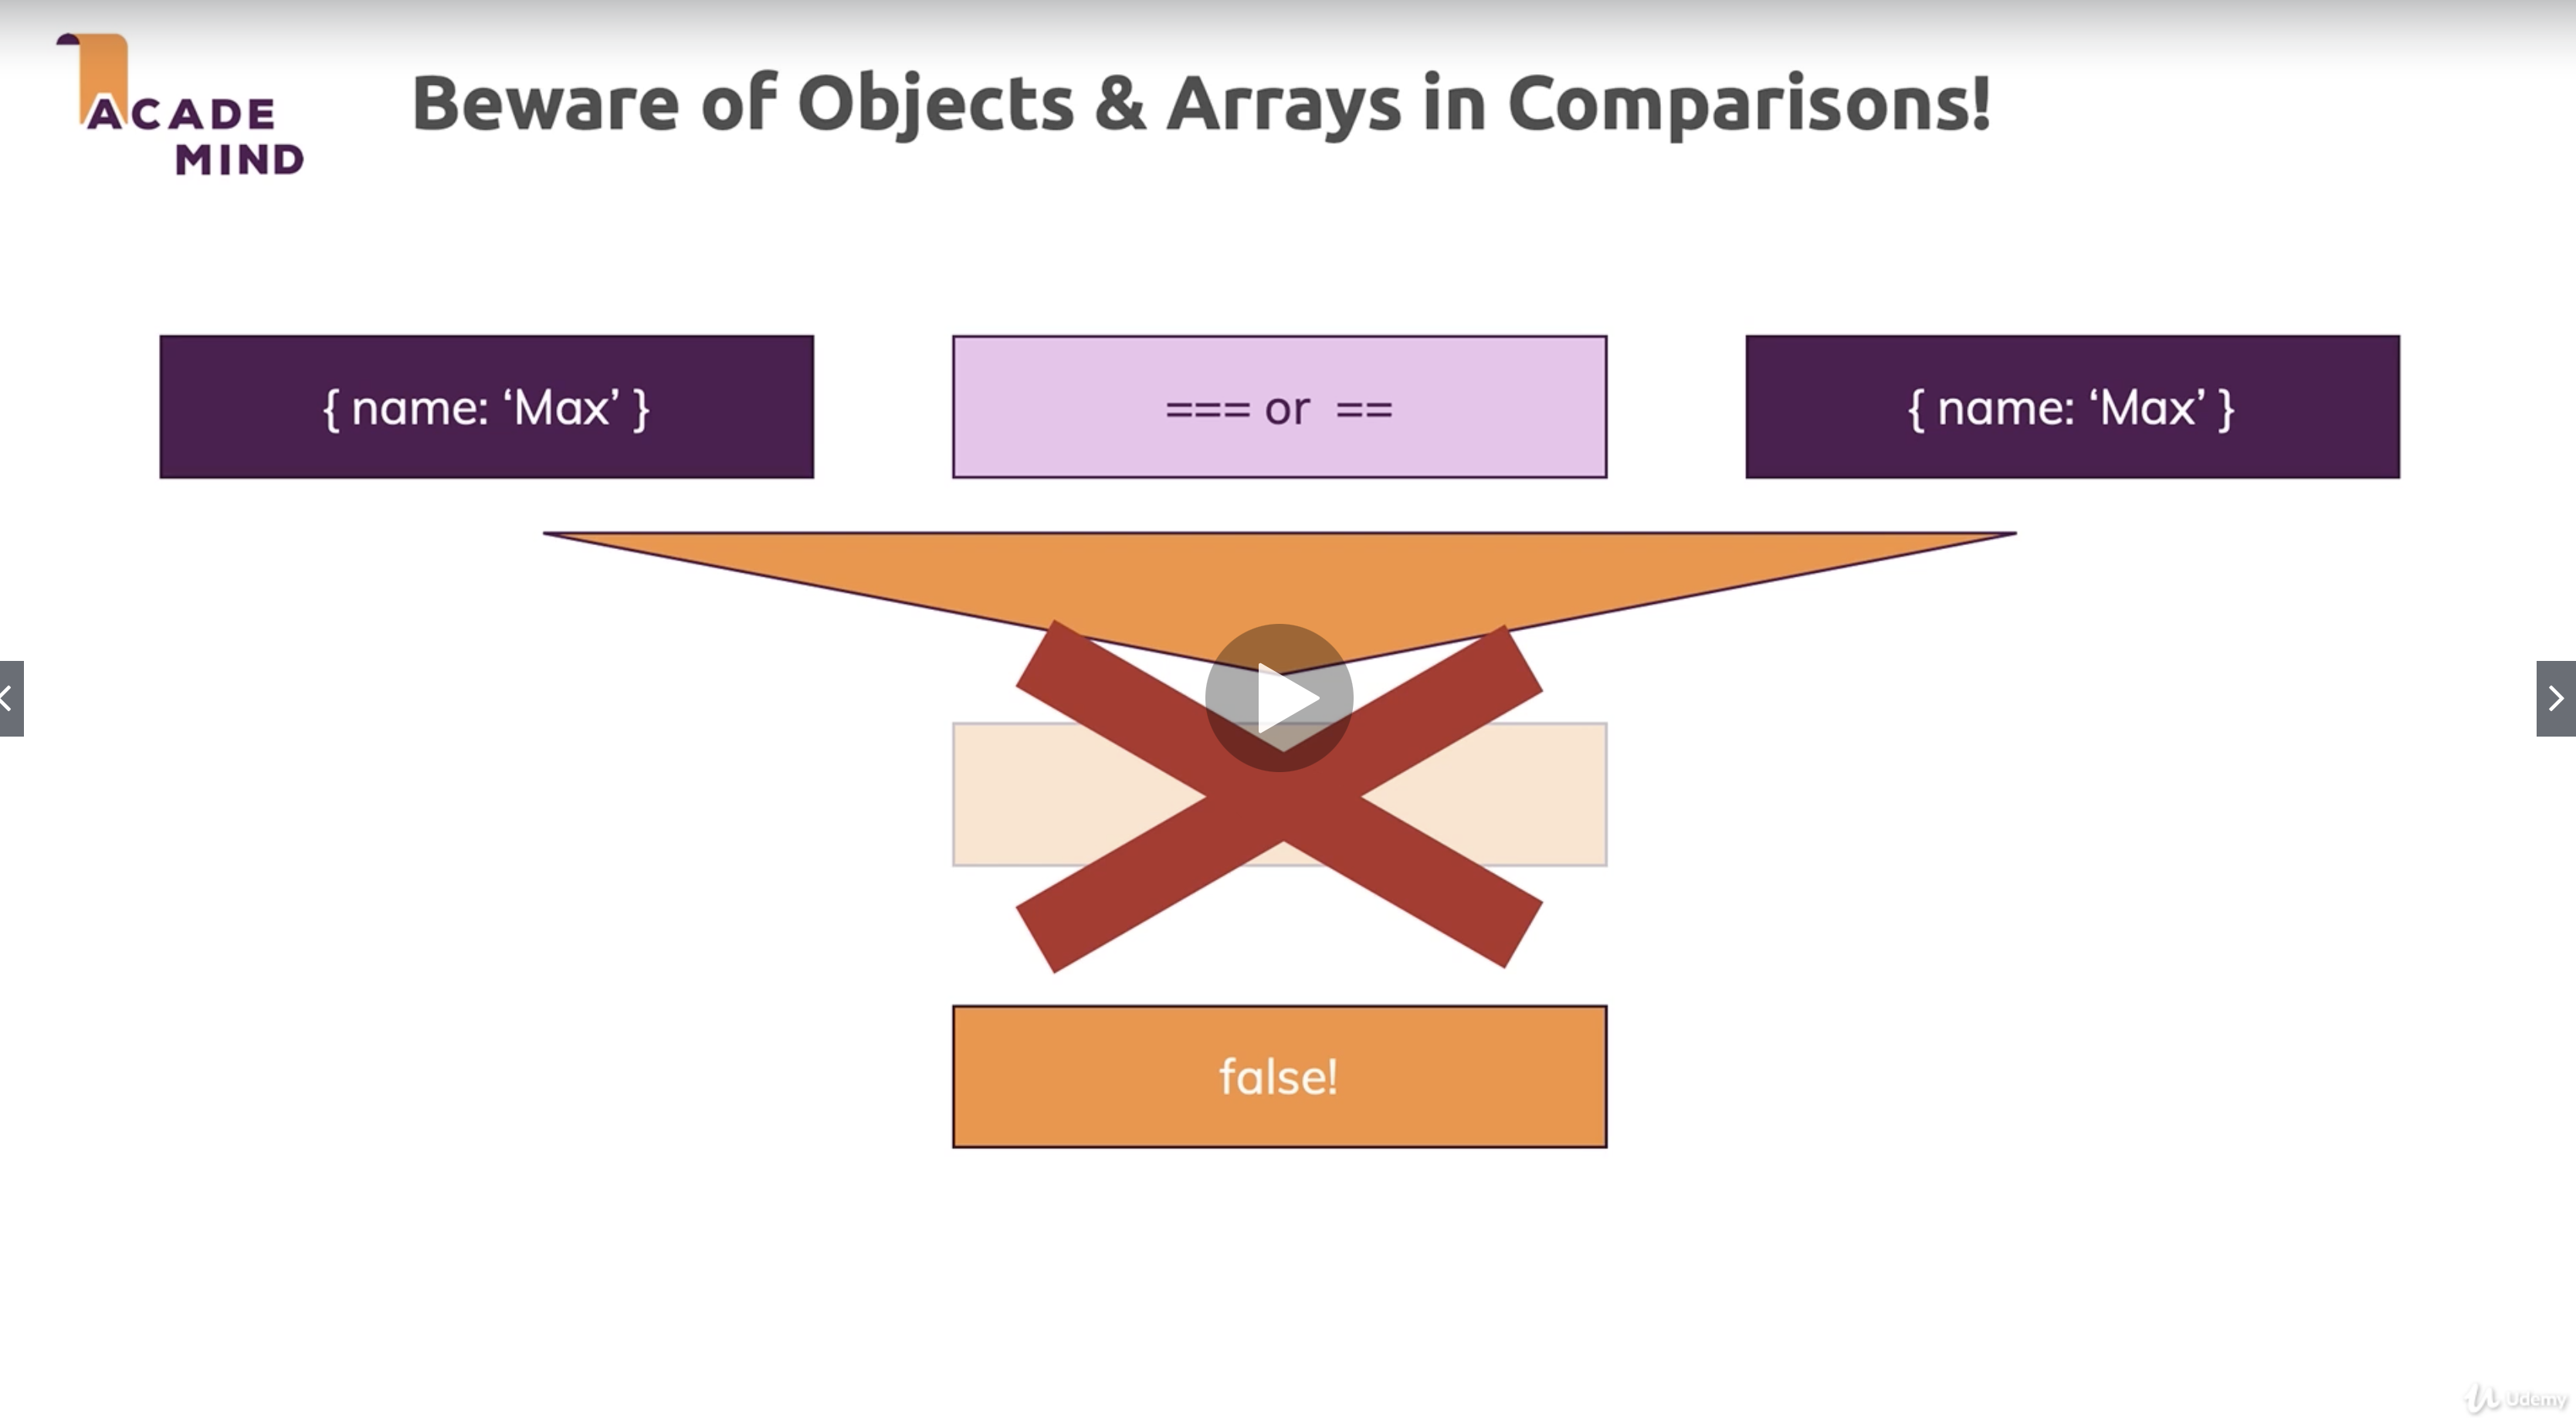 ACADE
MIND
Beware of Objects & Arrays in Comparisons!
{ name: ‘Max’ }
=== or ==
{ name: ‘Max’ }
false!
Udemy